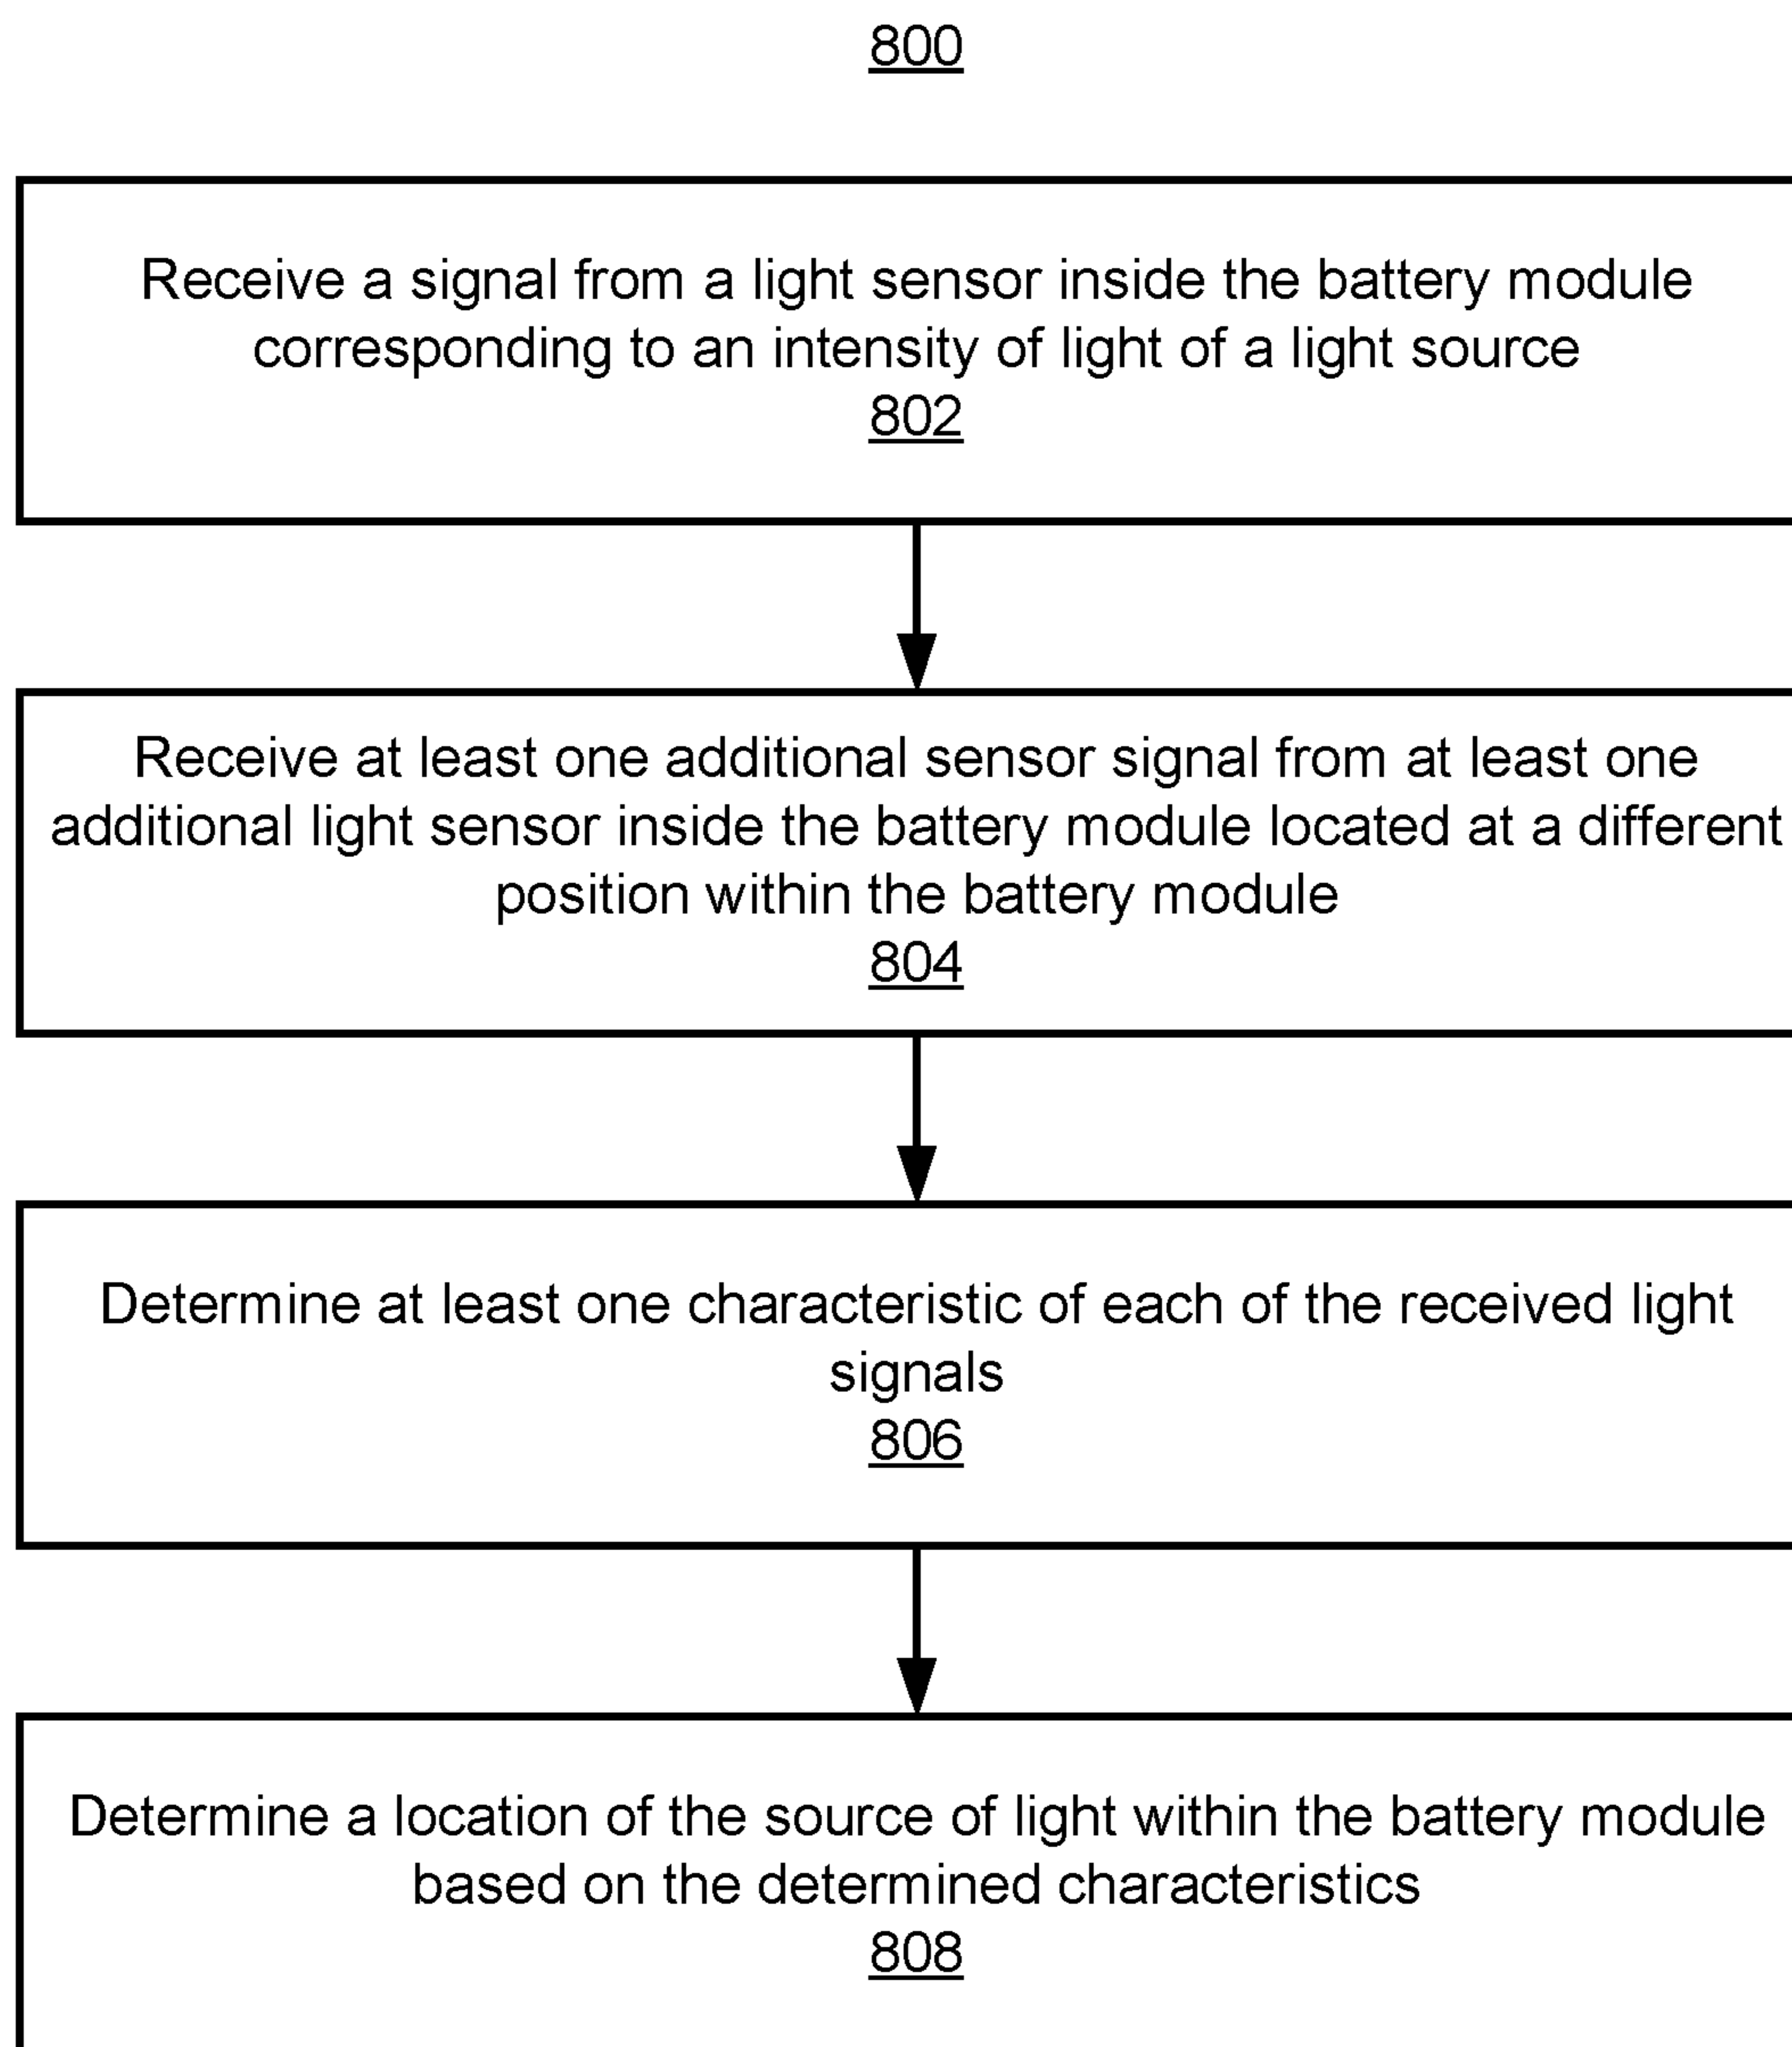 800
Receive a signal from a light sensor inside the battery module
corresponding to an intensity of light of a light source
802
Receive at least one additional sensor signal from at least one
additional light sensor inside the battery module located at a different
position within the battery module
804
Determine at least one characteristic of each of the received light
signals
806
Determine a location of the source of light within the battery module
based on the determined characteristics
808